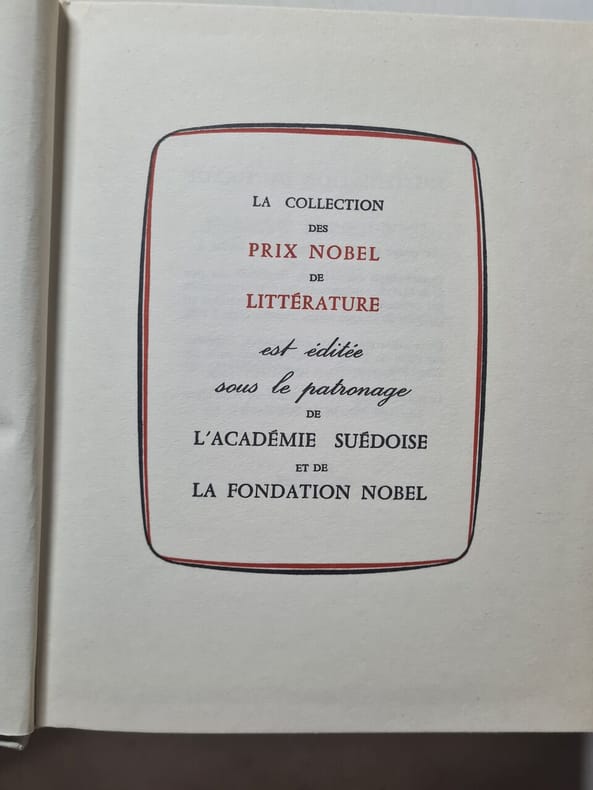 LA COLLECTION
DES
PRIX NOBEL
DE
LITTÉRATURE
est éditée
sous le patronage
DE
L'ACADÉMIE SUÉDOISE
ET DE
LA FONDATION NOBEL